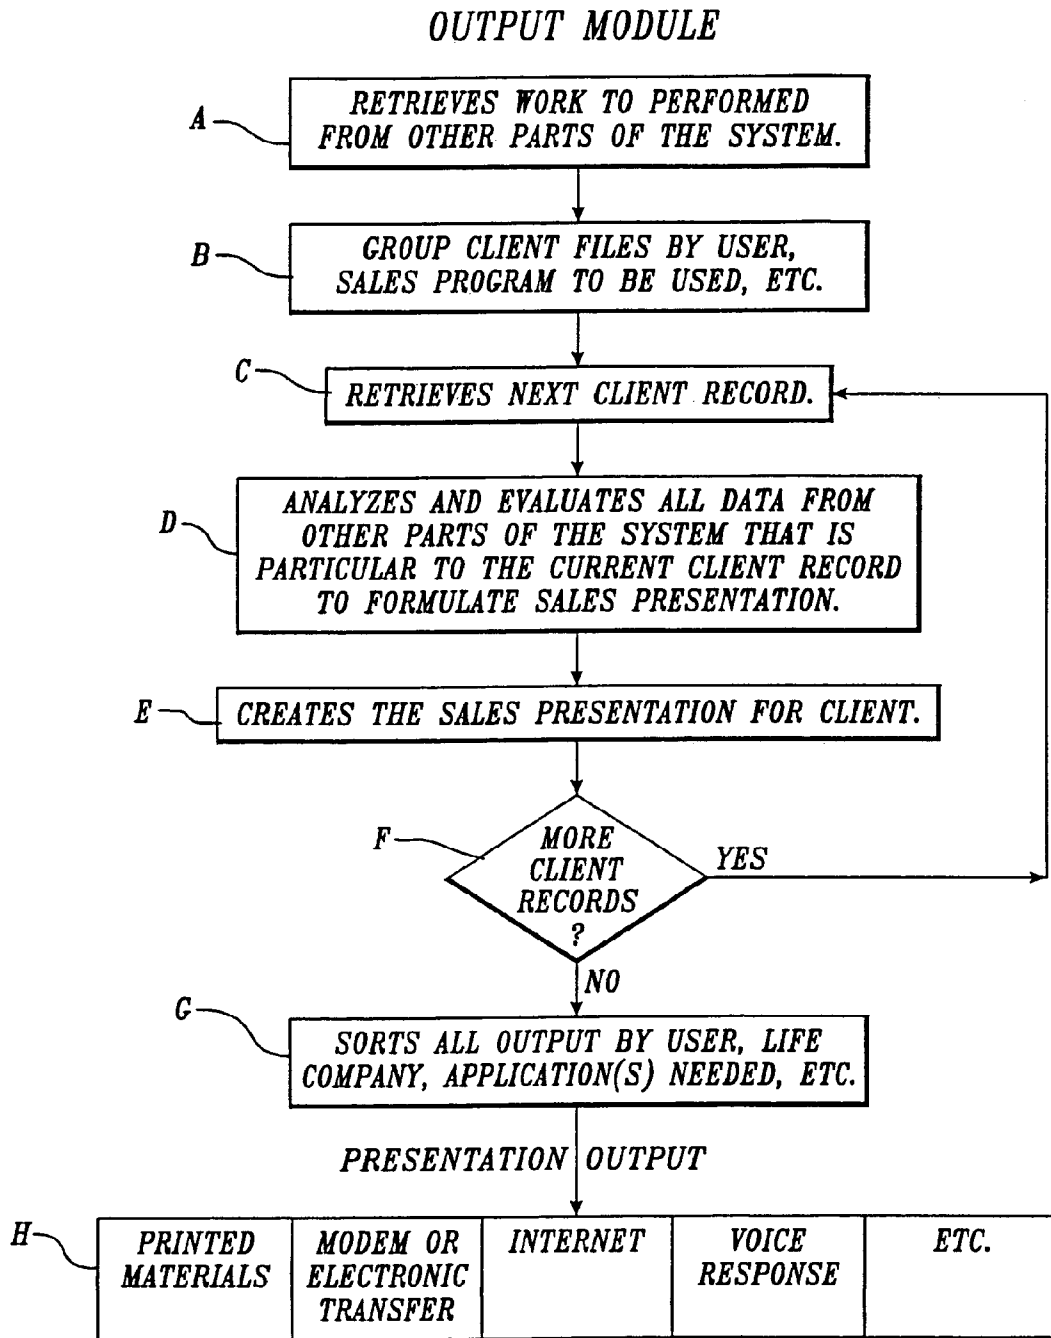 OUTPUT MODULE
A
RETRIEVES WORK TO PERFORMED
FROM OTHER PARTS OF THE SYSTEM.
B
GROUP CLIENT FILES BY USER,
SALES PROGRAM TO BE USED, ETC.
C
RETRIEVES NEXT CLIENT RECORD.
D
ANALYZES AND EVALUATES ALL DATA FROM
OTHER PARTS OF THE SYSTEM THAT IS
PARTICULAR TO THE CURRENT CLIENT RECORD
TO FORMULATE SALES PRESENTATION.
E
CREATES THE SALES PRESENTATION FOR CLIENT.
F
MORE
CLIENT
RECORDS
?
YES
NO
G
SORTS ALL OUTPUT BY USER, LIFE
COMPANY, APPLICATION(S) NEEDED, ETC.
PRESENTATION OUTPUT
H
PRINTED
MATERIALS
MODEM OR
ELECTRONIC
TRANSFER
INTERNET
VOICE
RESPONSE
ETC.